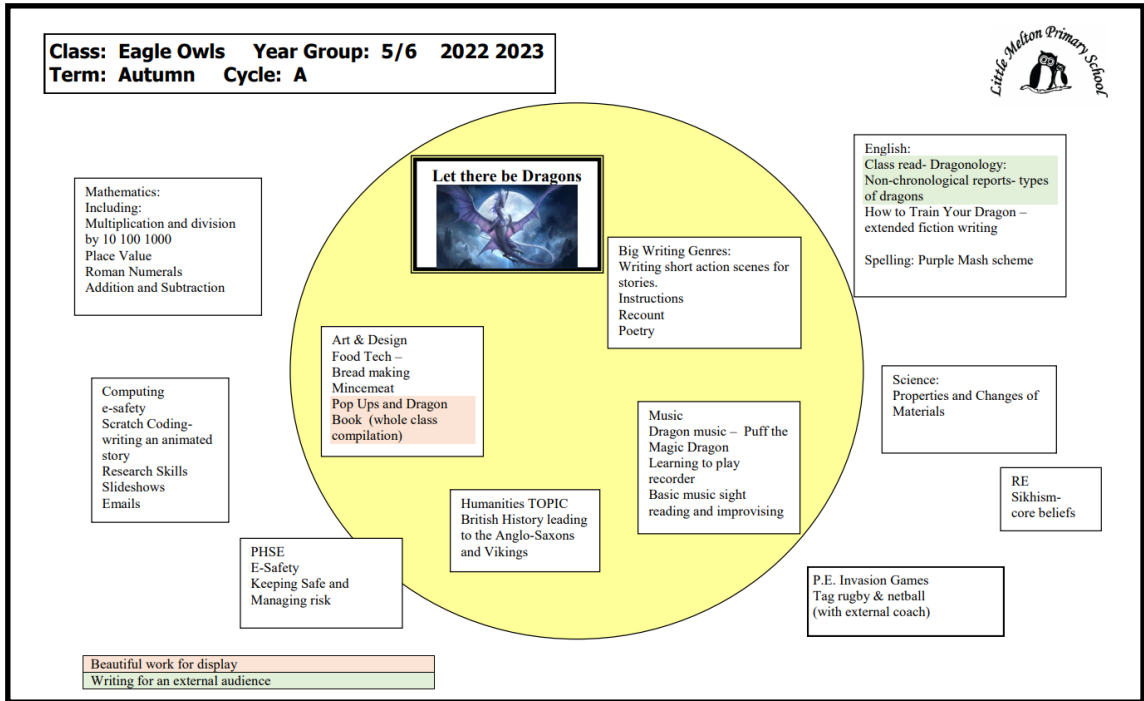 Class: Eagle Owls Year Group: 5/6 2022 2023
Term: Autumn Cycle: A
Little Melton Primary School
Let there be Dragons
Mathematics:
Including:
Multiplication and division
by 10 100 1000
Place Value
Roman Numerals
Addition and Subtraction
English:
Class read- Dragonology:
Non-chronological reports- types
of dragons
How to Train Your Dragon –
extended fiction writing
Spelling: Purple Mash scheme
Big Writing Genres:
Writing short action scenes for
stories.
Instructions
Recount
Poetry
Art & Design
Food Tech –
Bread making
Mincemeat
Pop Ups and Dragon
Book (whole class
compilation)
Computing
e-safety
Scratch Coding-
writing an animated
story
Research Skills
Slideshows
Emails
Science:
Properties and Changes of
Materials
Music
Dragon music – Puff the
Magic Dragon
Learning to play
recorder
Basic music sight
reading and improvising
RE
Sikhism-
core beliefs
Humanities TOPIC
British History leading
to the Anglo-Saxons
and Vikings
PHSE
E-Safety
Keeping Safe and
Managing risk
P.E. Invasion Games
Tag rugby & netball
(with external coach)
Beautiful work for display
Writing for an external audience